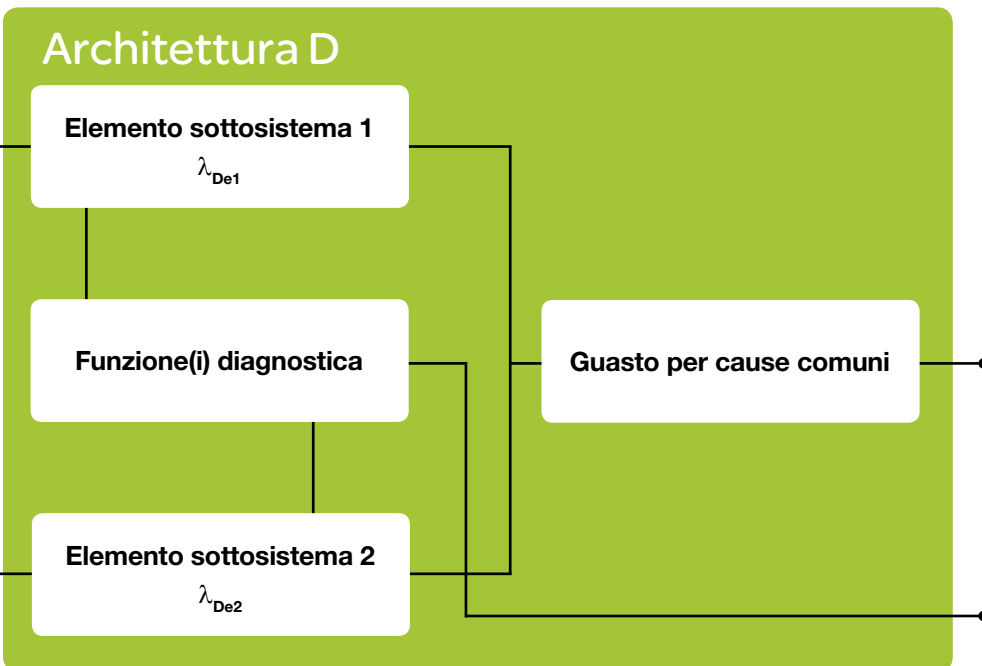 Architettura D
Elemento sottosistema 1
λDe1
Funzione(i) diagnostica
Guasto per cause comuni
Elemento sottosistema 2
λDe2